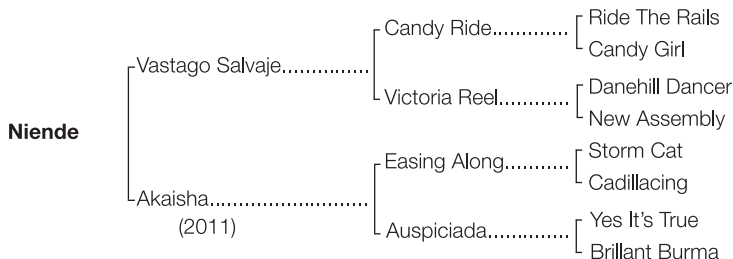 Ride The Rails
Candy Ride
Candy Girl
Vastago Salvaje
Danehill Dancer
Victoria Reel
New Assembly
Niende
Storm Cat
Easing Along
Cadillacing
Akaisha
(2011)
Yes It's True
Auspiciada
Brillant Burma